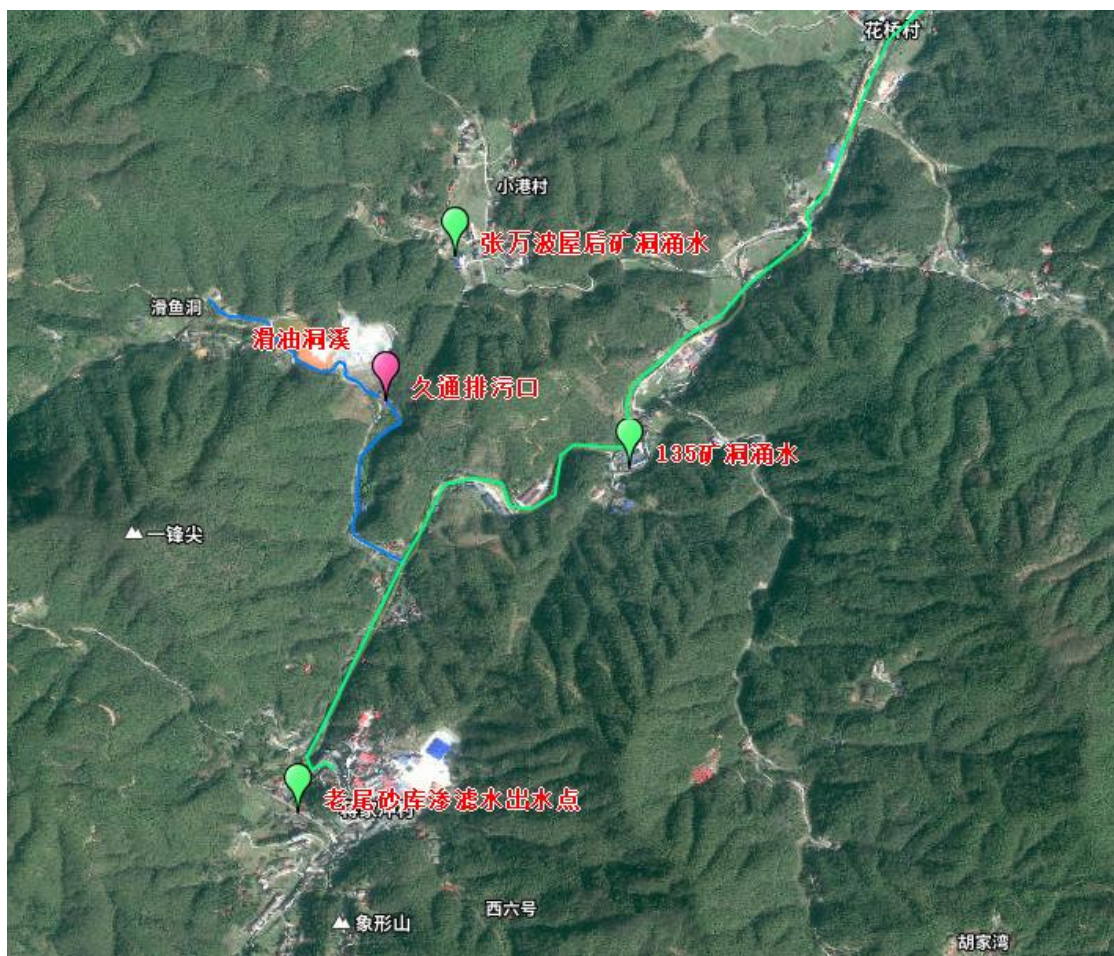 花桥村
小港村
张万波屋后矿洞涌水
滑鱼洞
滑油洞溪
久通排污口
135矿洞涌水
一锋尖
老尾砂库渗滤水出水点
西六号
象形山
胡家湾